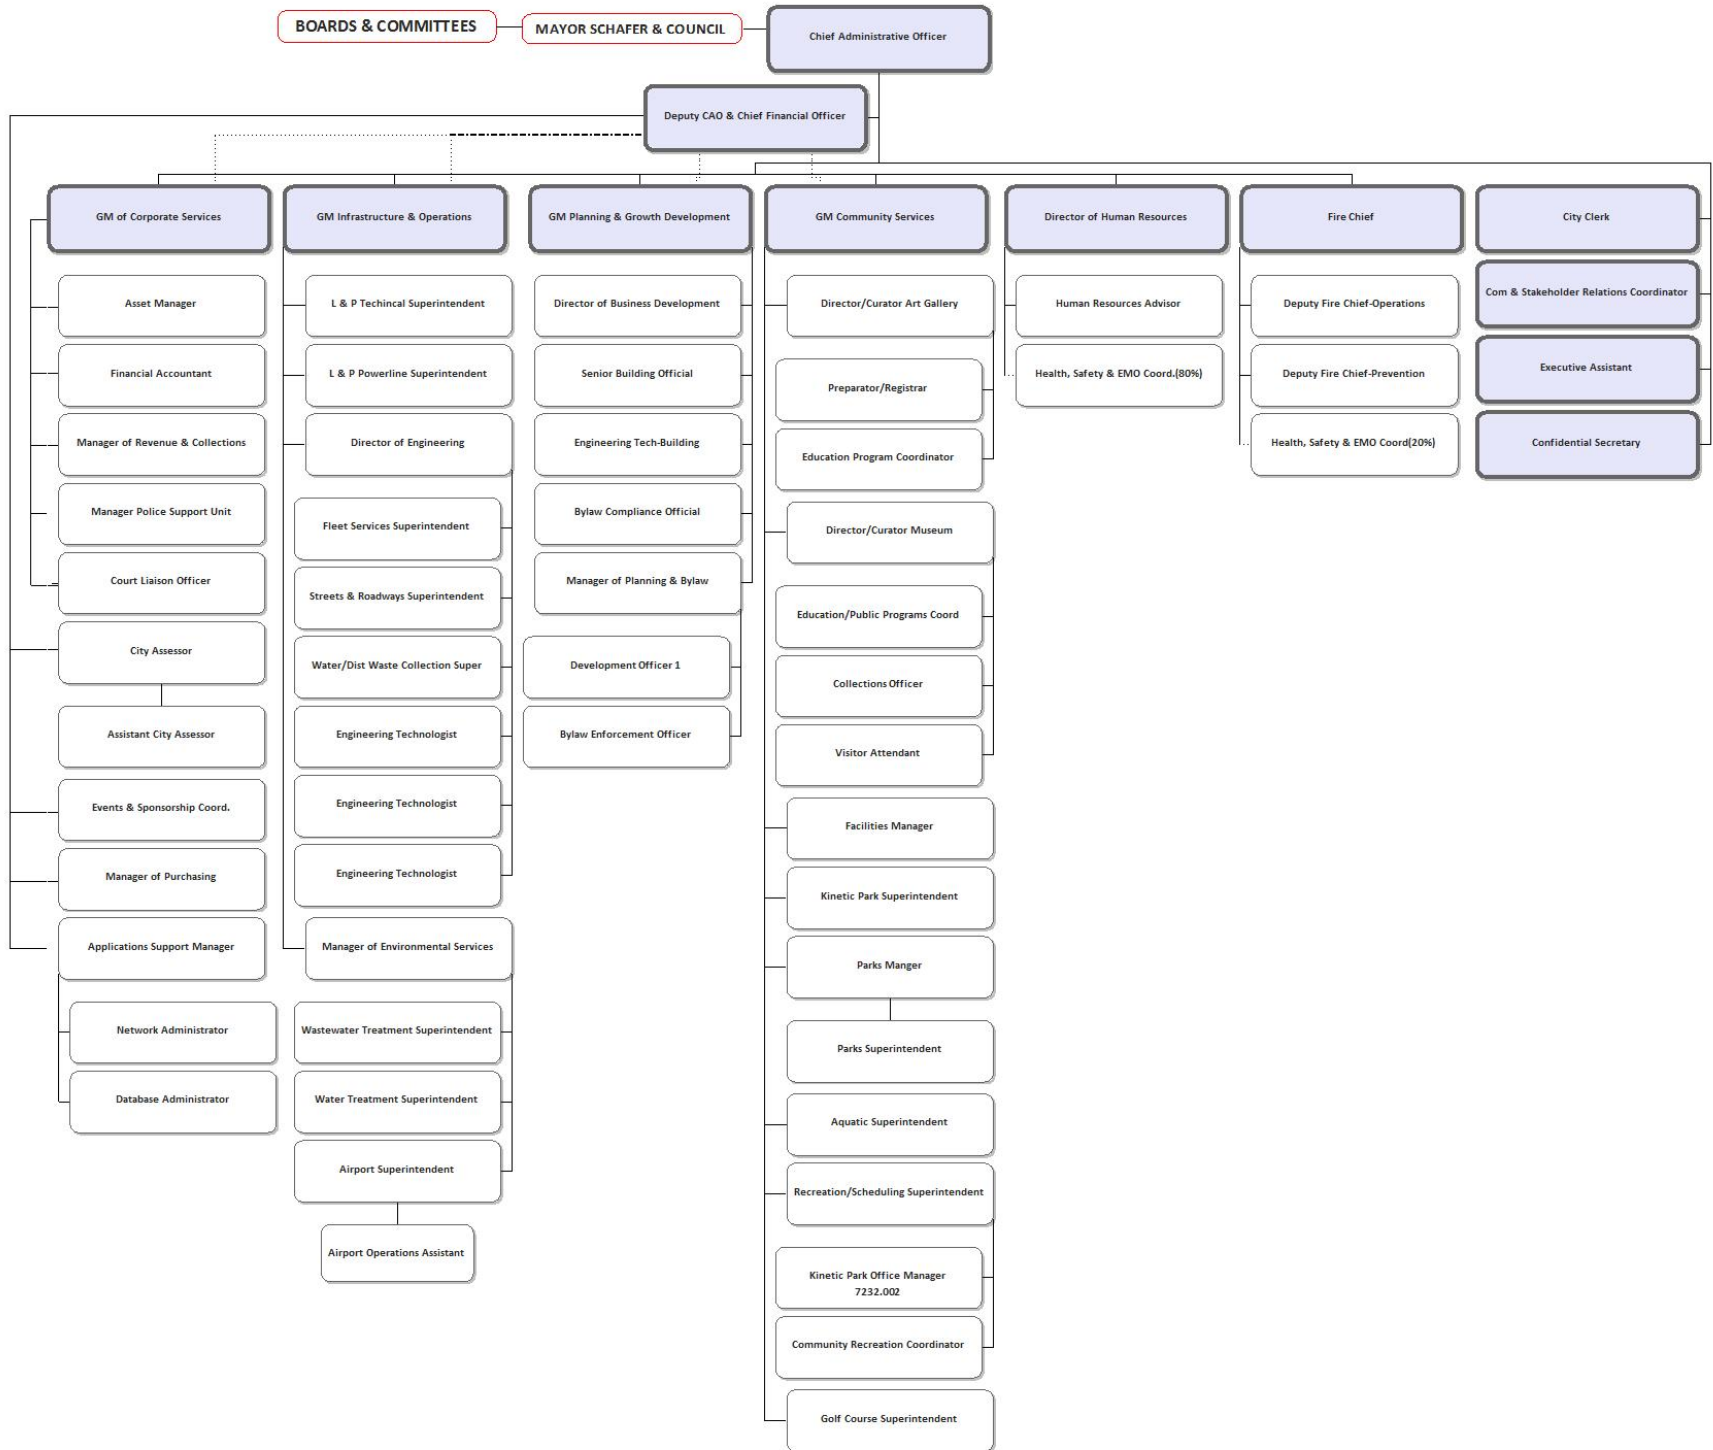 BOARDS & COMMITTEES
MAYOR SCHAFER & COUNCIL
Chief Administrative Officer
Deputy CAO & Chief Financial Officer
GM of Corporate Services
GM Infrastructure & Operations
GM Planning & Growth Development
GM Community Services
Director of Human Resources
Fire Chief
City Clerk
Com & Stakeholder Relations Coordinator
Executive Assistant
Confidential Secretary
Asset Manager
Financial Accountant
Manager of Revenue & Collections
Manager Police Support Unit
Court Liaison Officer
City Assessor
Assistant City Assessor
Events & Sponsorship Coord.
Manager of Purchasing
Applications Support Manager
Network Administrator
Database Administrator
L & P Techincal Superintendent
L & P Powerline Superintendent
Director of Engineering
Fleet Services Superintendent
Streets & Roadways Superintendent
Water/Dist Waste Collection Super
Engineering Technologist
Engineering Technologist
Engineering Technologist
Manager of Environmental Services
Wastewater Treatment Superintendent
Water Treatment Superintendent
Airport Superintendent
Airport Operations Assistant
Director of Business Development
Senior Building Official
Engineering Tech-Building
Bylaw Compliance Official
Manager of Planning & Bylaw
Development Officer 1
Bylaw Enforcement Officer
Director/Curator Art Gallery
Preparator/Registrar
Education Program Coordinator
Director/Curator Museum
Education/Public Programs Coord
Collections Officer
Visitor Attendant
Facilities Manager
Kinetic Park Superintendent
Parks Manger
Parks Superintendent
Aquatic Superintendent
Recreation/Scheduling Superintendent
Kinetic Park Office Manager
7232.002
Community Recreation Coordinator
Golf Course Superintendent
Human Resources Advisor
Health, Safety & EMO Coord.(80%)
Deputy Fire Chief-Operations
Deputy Fire Chief-Prevention
Health, Safety & EMO Coord(20%)